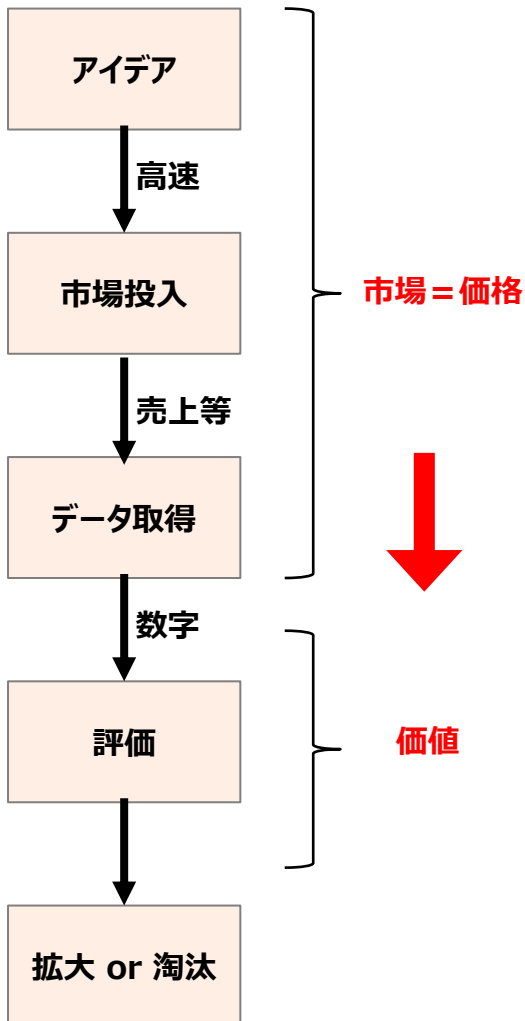 アイデア
高速
市場投入
市場＝価格
売上等
データ取得
数字
評価
価値
拡大 or 淘汰